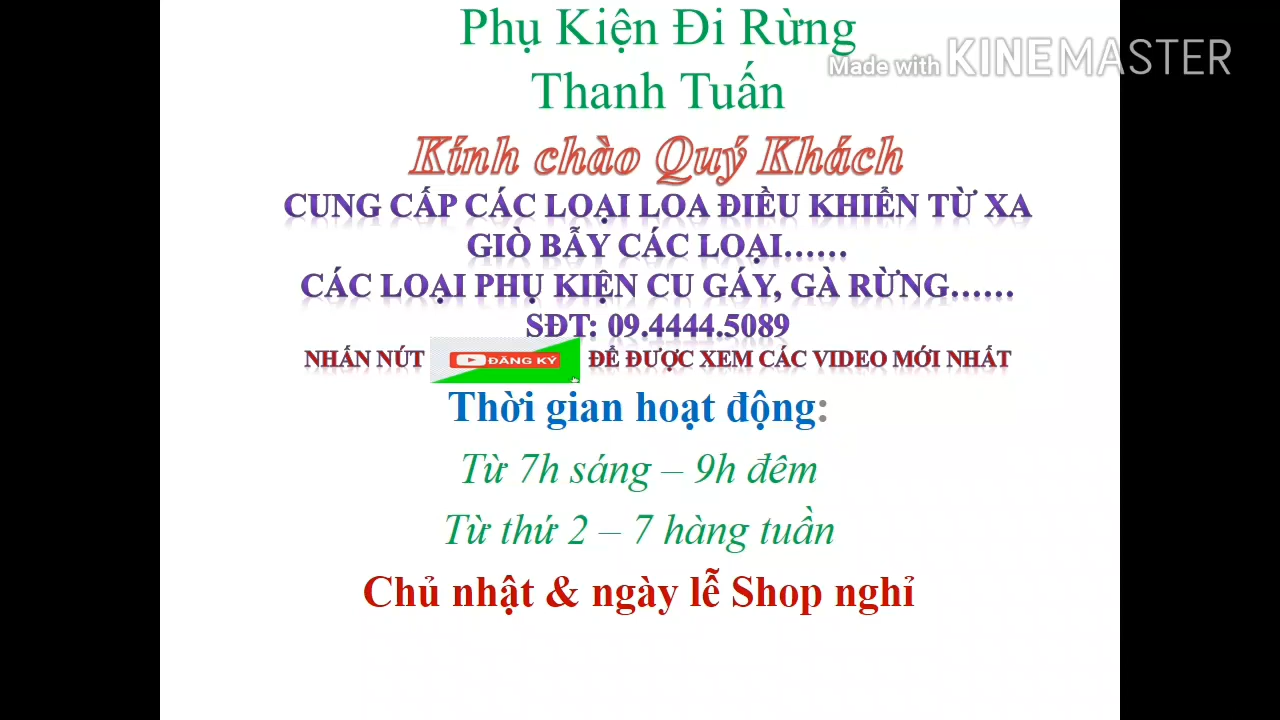 Phụ Kiện Đi Rừng
Made with KINEMASTER
Thanh Tuấn
Kính chào Quý Khách
CUNG CẤP CÁC LOẠI LOA ĐIỀU KHIỂN TỪ XA
GIÒ BẪY CÁC LOẠI......
CÁC LOẠI PHỤ KIỆN CU GÁY, GÀ RỪNG......
SĐT: 09.4444.5089
NHẤN NÚT ĐĂNG KÝ ĐỂ ĐƯỢC XEM CÁC VIDEO MỚI NHẤT
Thời gian hoạt động:
Từ 7h sáng – 9h đêm
Từ thứ 2 – 7 hàng tuần
Chủ nhật & ngày lễ Shop nghỉ